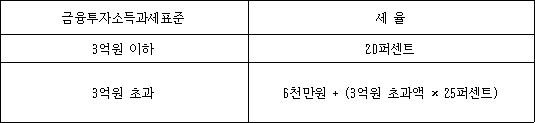 금융투자소득과세표준 세 율
3억원 이하 20퍼센트
3억원 초과 6천만원 + (3억원 초과액 × 25퍼센트)